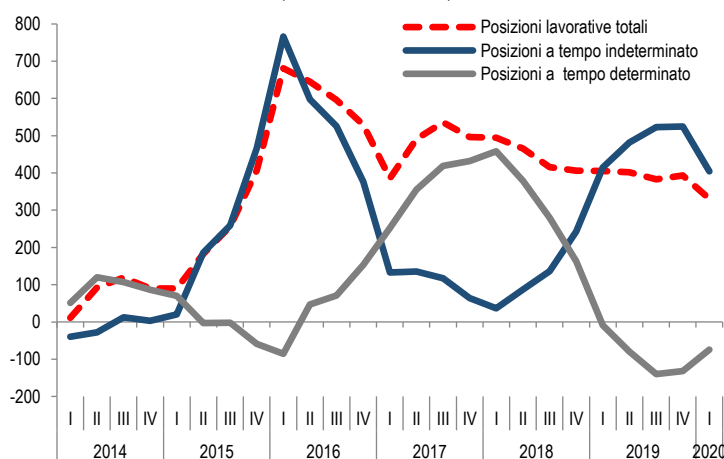 Posizioni lavorative totali
Posizioni a tempo indeterminato
Posizioni a tempo determinato
800
700
600
500
400
300
200
100
0
-100
-200
I II III IV I II III IV I II III IV I II III IV I II III IV I II III IV I
2014 2015 2016 2017 2018 2019 2020